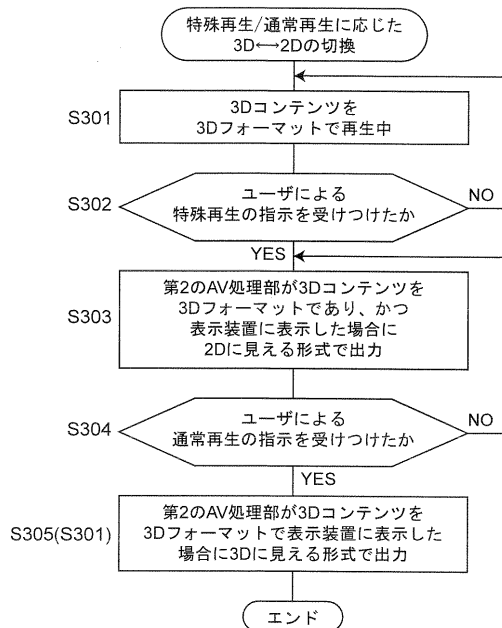 特殊再生/通常再生に応じた
3D⟷2Dの切換
S301
3Dコンテンツを
3Dフォーマットで再生中
S302
ユーザによる
特殊再生の指示を受けつけたか
NO
YES
S303
第2のAV処理部が3Dコンテンツを
3Dフォーマットであり、かつ
表示装置に表示した場合に
2Dに見える形式で出力
S304
ユーザによる
通常再生の指示を受けつけたか
NO
YES
S305(S301)
第2のAV処理部が3Dコンテンツを
3Dフォーマットで表示装置に表示した
場合に3Dに見える形式で出力
エンド